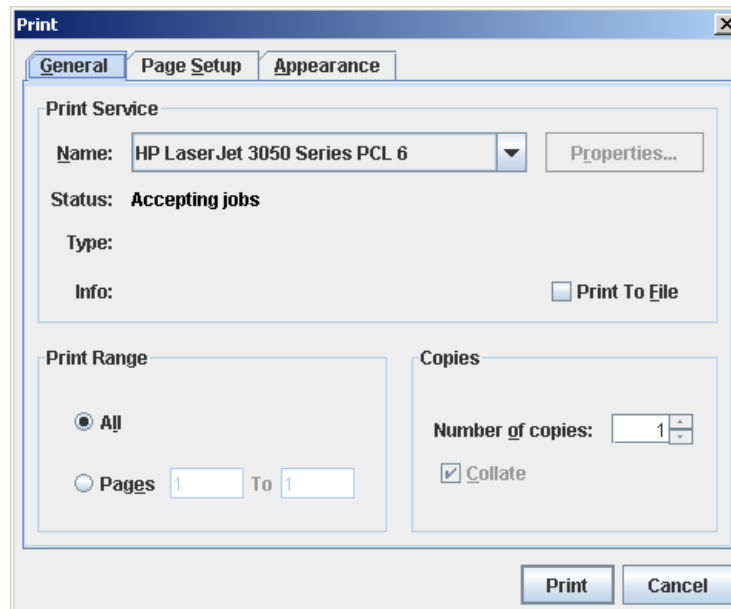 Print
General Page Setup Appearance
Print Service
Name: HP LaserJet 3050 Series PCL 6 Properties...
Status: Accepting jobs
Type:
Info: Print To File
Print Range
All
Pages 1 To 1
Copies
Number of copies: 1
Collate
Print Cancel